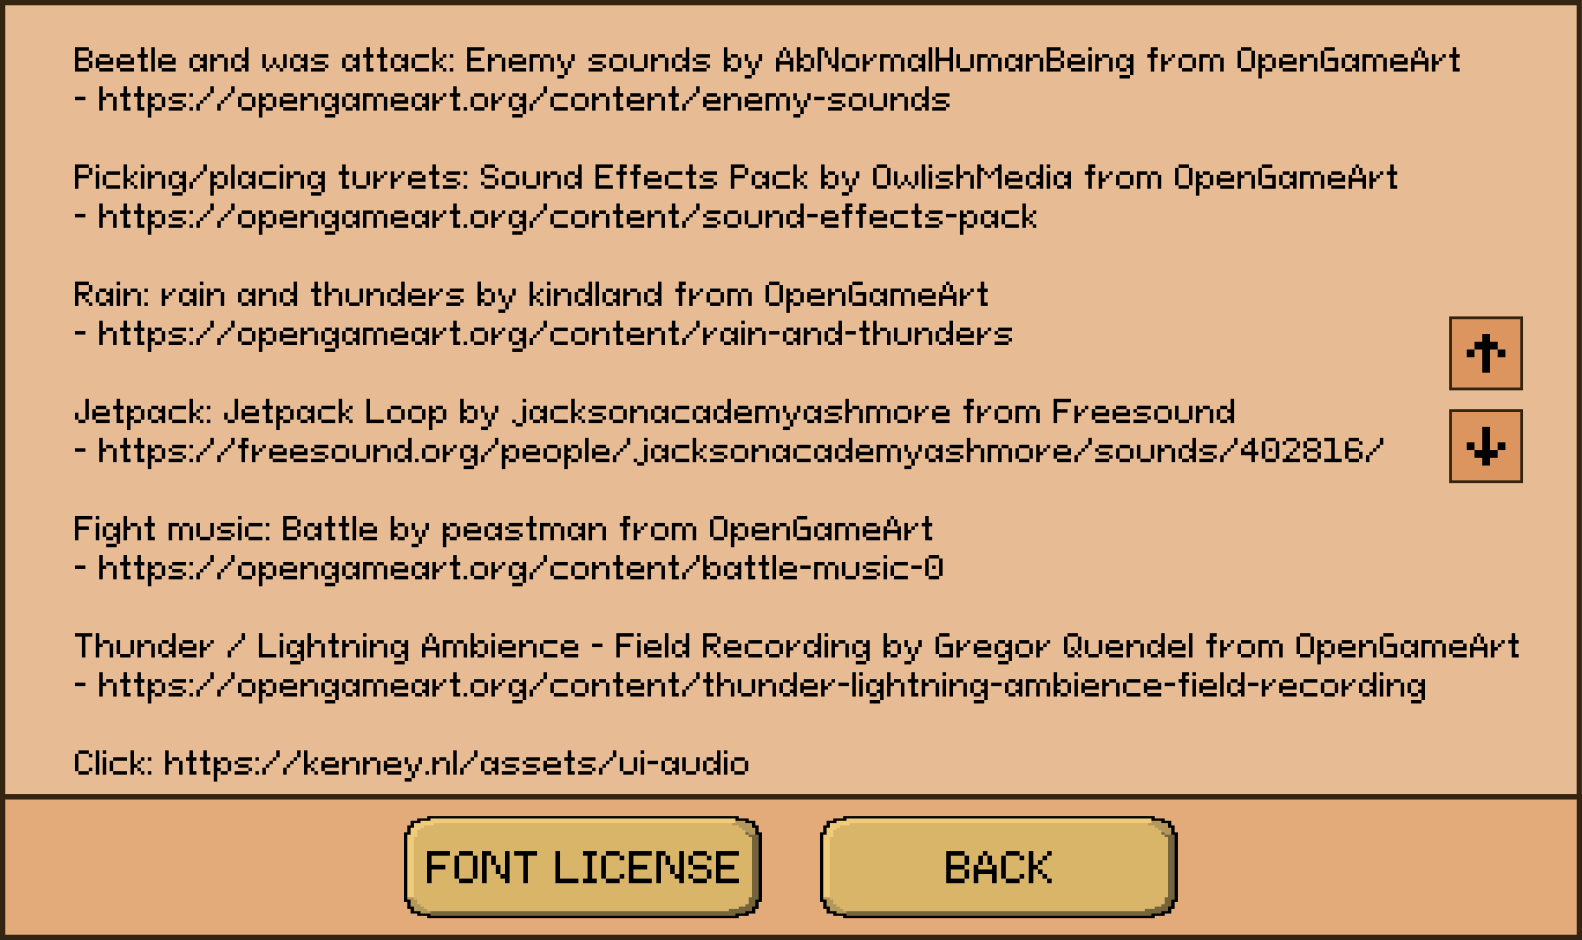 Beetle and was attack: Enemy sounds by AbNormalHumanBeing from OpenGameArt
- https://opengameart.org/content/enemy-sounds
Picking/placing turrets: Sound Effects Pack by OwlishMedia from OpenGameArt
- https://opengameart.org/content/sound-effects-pack
Rain: rain and thunders by kindland from OpenGameArt
- https://opengameart.org/content/rain-and-thunders
Jetpack: Jetpack Loop by jacksonacademyashmore from Freesound
- https://freesound.org/people/jacksonacademyashmore/sounds/402816/
Fight music: Battle by peastman from OpenGameArt
- https://opengameart.org/content/battle-music-0
Thunder / Lightning Ambience - Field Recording by Gregor Quendel from OpenGameArt
- https://opengameart.org/content/thunder-lightning-ambience-field-recording
Click: https://kenney.nl/assets/ui-audio
FONT LICENSE
BACK